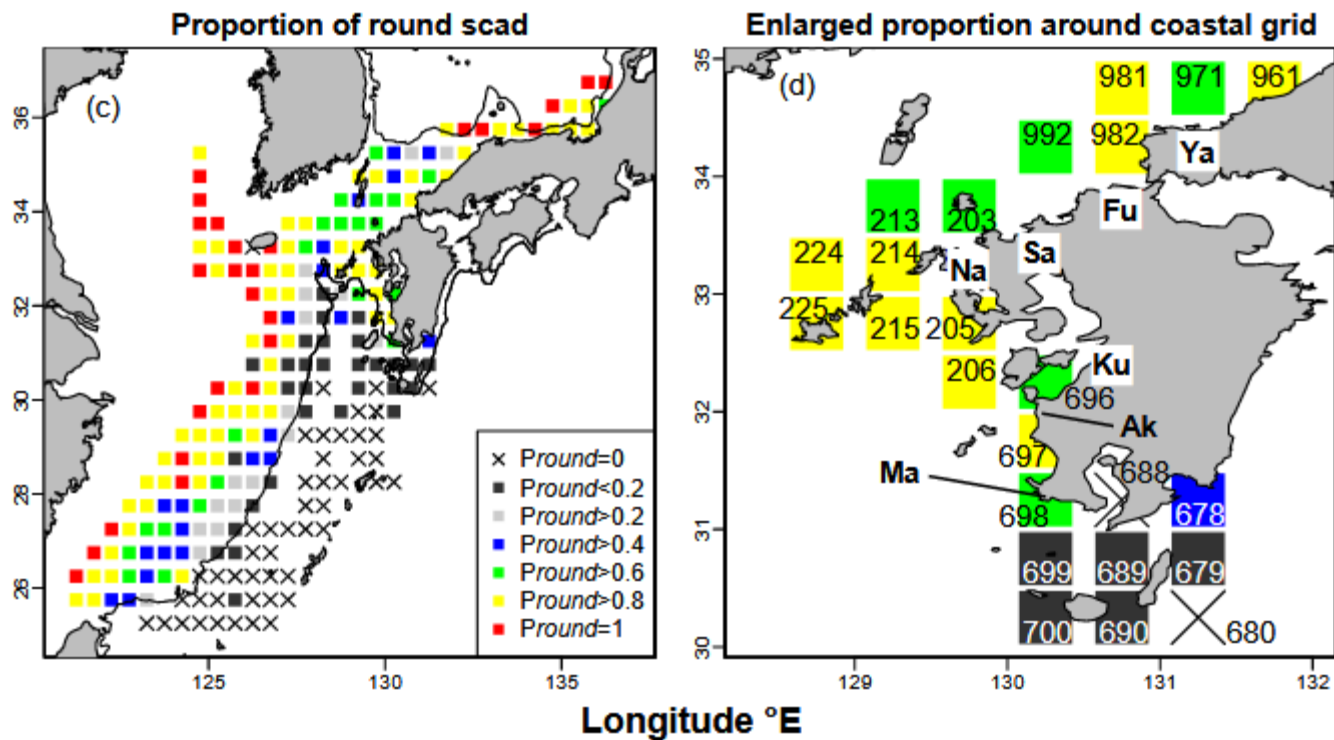 Proportion of round scad
Enlarged proportion around coastal grid
(c)
36
34
32
30
28
26
125
130
135
Pround=0
Pround<0.2
Pround>0.2
Pround>0.4
Pround>0.6
Pround>0.8
Pround=1
(d)
35
34
33
32
31
30
129
130
131
132
981
971
961
992
982
Ya
Fu
213
203
224
214
Na
Sa
225
215
205
206
Ku
696
Ak
697
688
Ma
698
678
699
689
679
700
690
680
Longitude °E